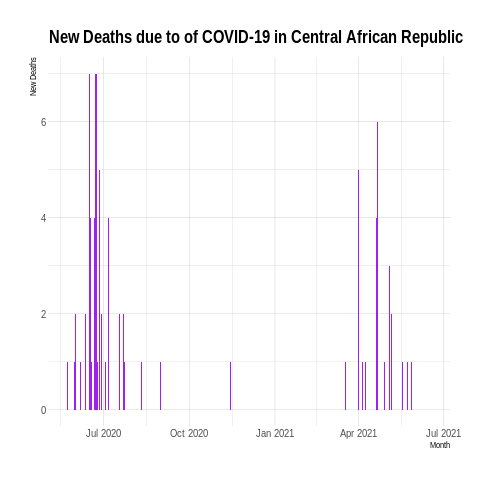 New Deaths due to of COVID-19 in Central African Republic
New Deaths
6
4
2
0
Jul 2020 Oct 2020 Jan 2021 Apr 2021 Jul 2021
Month